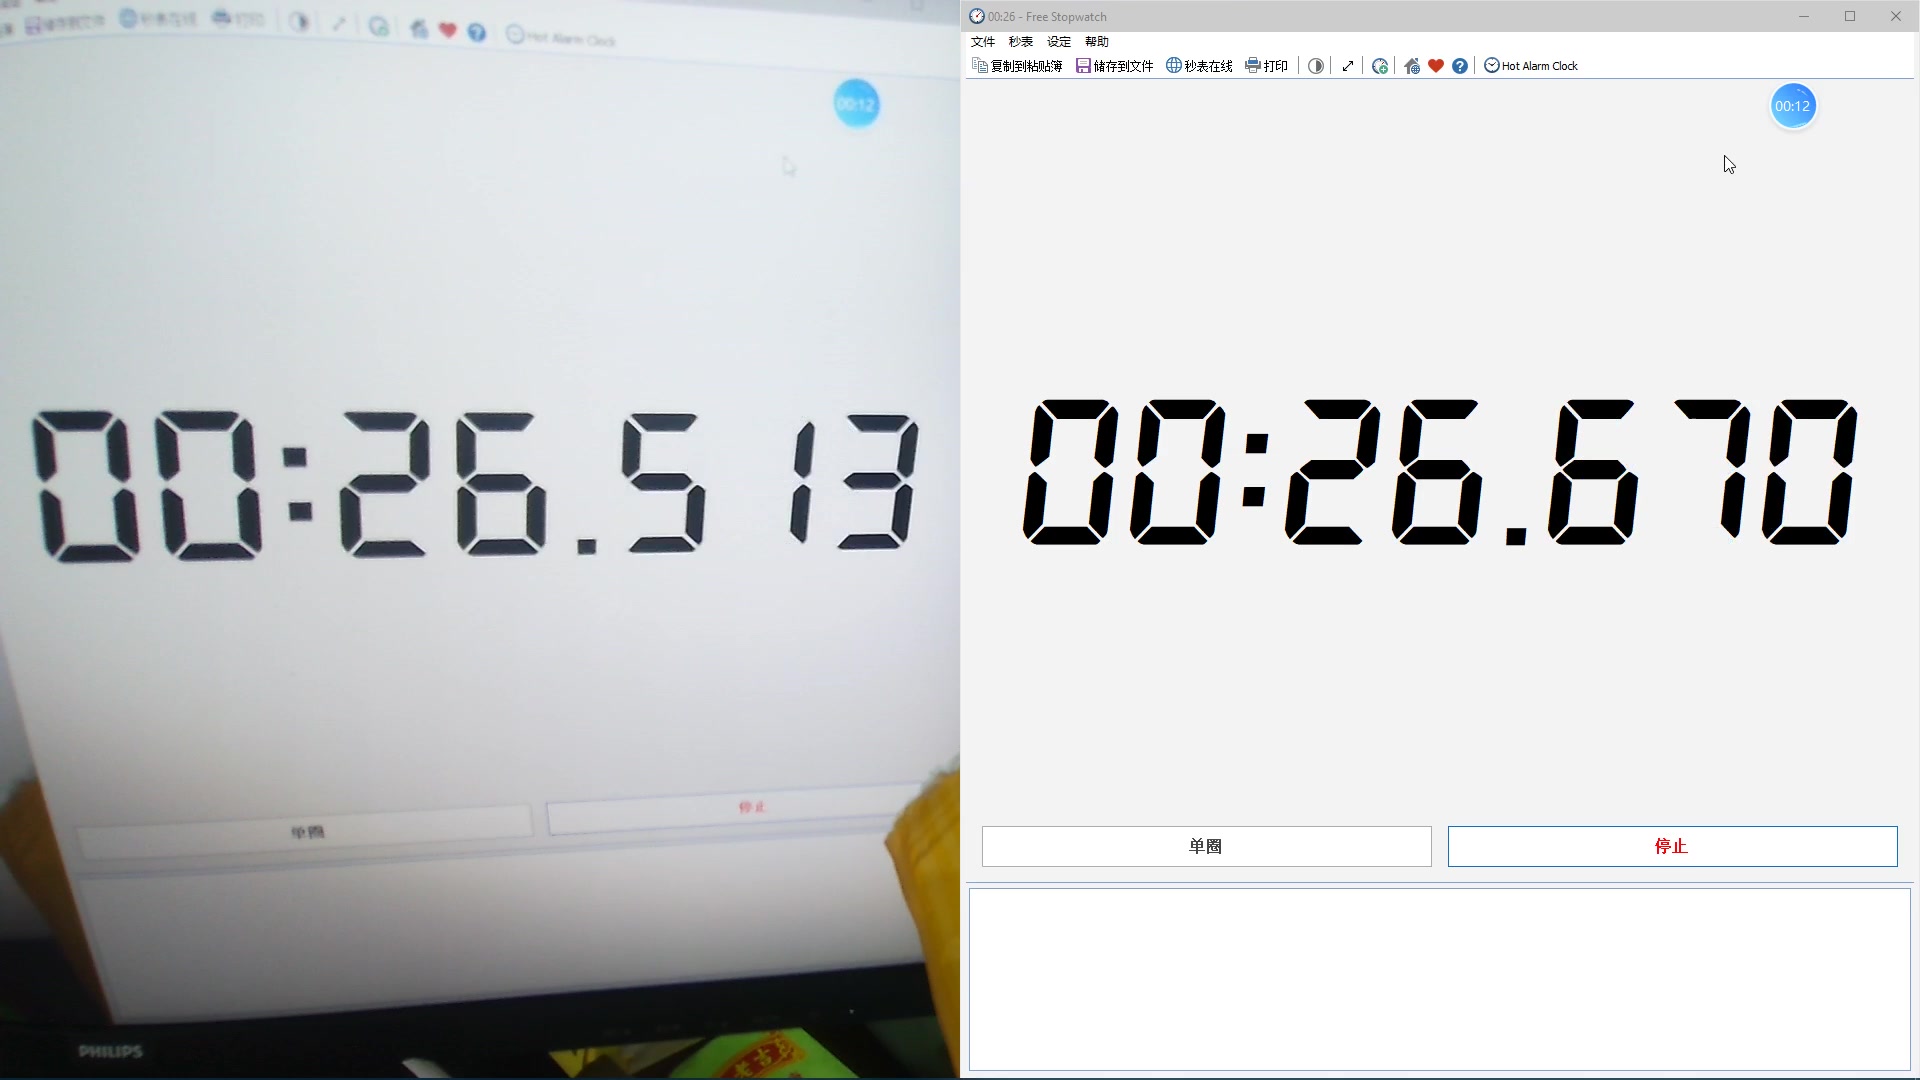 储存到文件 秒表在线 打印 Hot Alarm Clock
00:12
00:26.513
单圈 停止
PHILIPS
00:26 - Free Stopwatch
文件 秒表 设定 帮助
复制到粘贴簿 储存到文件 秒表在线 打印 Hot Alarm Clock
00:12
00:26.670
单圈 停止